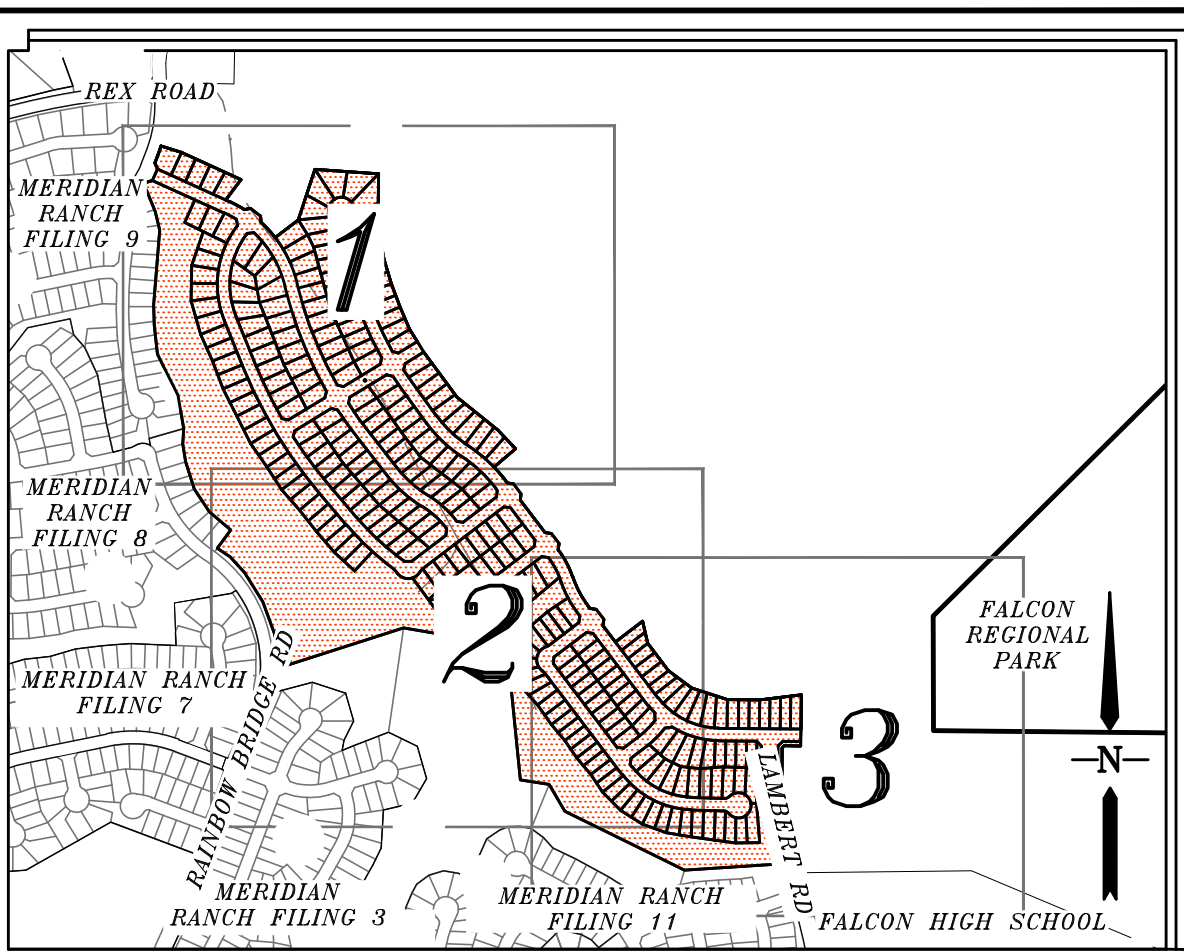 REX ROAD
MERIDIAN
RANCH
FILING 9
1
MERIDIAN
RANCH
FILING 8
2
FALCON
REGIONAL
PARK
MERIDIAN RANCH
FILING 7
RAINBOW BRIDGE RD
3
N
LAMBERT RD
MERIDIAN
RANCH FILING 3
MERIDIAN RANCH
FILING 11
FALCON HIGH SCHOOL